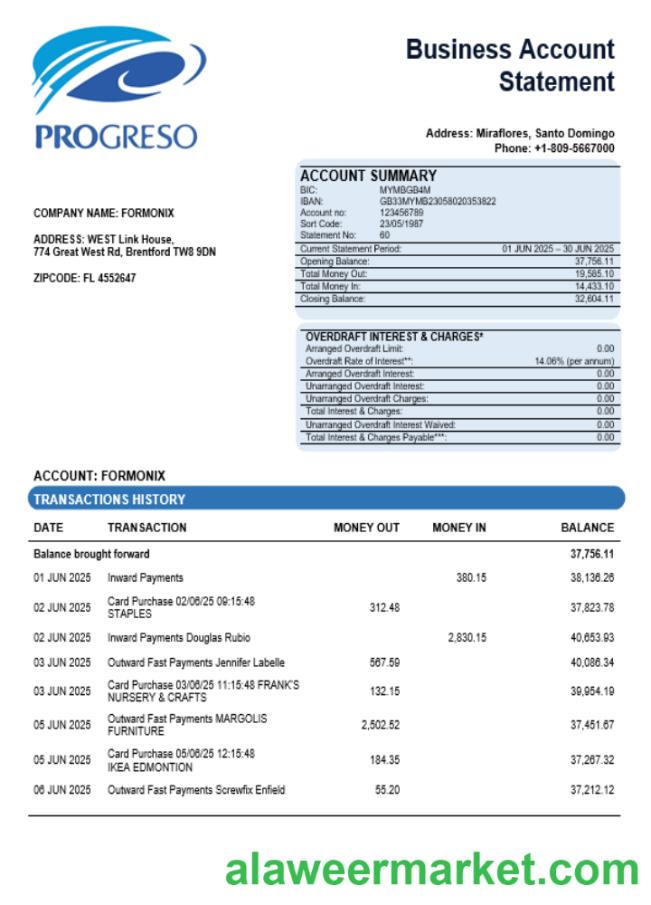 PROGRESO
Business Account
Statement
Address: Miraflores, Santo Domingo
Phone: +1-809-5667000
COMPANY NAME: FORMONIX
ADDRESS: WEST Link House,
774 Great West Rd, Brentford TW8 9DN
ZIPCODE: FL 4552647
ACCOUNT SUMMARY
BIC: MYMBGB4M
IBAN: GB33MYMB23058020353822
Account no: 123456789
Sort Code: 23/05/1987
Statement No: 60
Current Statement Period: 01 JUN 2025 – 30 JUN 2025
Opening Balance: 37,756.11
Total Money Out: 19,585.10
Total Money In: 14,433.10
Closing Balance: 32,604.11
OVERDRAFT INTEREST & CHARGES*
Arranged Overdraft Limit: 0.00
Overdraft Rate of Interest**: 14.06% (per annum)
Arranged Overdraft Interest: 0.00
Unarranged Overdraft Interest: 0.00
Unarranged Overdraft Charges: 0.00
Total Interest & Charges: 0.00
Unarranged Overdraft Interest Waived: 0.00
Total Interest & Charges Payable***: 0.00
ACCOUNT: FORMONIX
TRANSACTIONS HISTORY
DATE TRANSACTION MONEY OUT MONEY IN BALANCE
Balance brought forward 37,756.11
01 JUN 2025 Inward Payments 380.15 38,136.26
02 JUN 2025 Card Purchase 02/06/25 09:15:48 312.48 37,823.78
STAPLES
02 JUN 2025 Inward Payments Douglas Rubio 2,830.15 40,653.93
03 JUN 2025 Outward Fast Payments Jennifer Labelle 567.59 40,086.34
03 JUN 2025 Card Purchase 03/06/25 11:15:48 FRANK'S 132.15 39,954.19
NURSERY & CRAFTS
05 JUN 2025 Outward Fast Payments MARGOLIS 2,502.52 37,451.67
FURNITURE
05 JUN 2025 Card Purchase 05/06/25 12:15:48 184.35 37,267.32
IKEA EDMONTION
06 JUN 2025 Outward Fast Payments Screwfix Enfield 55.20 37,212.12
alaweermarket.com